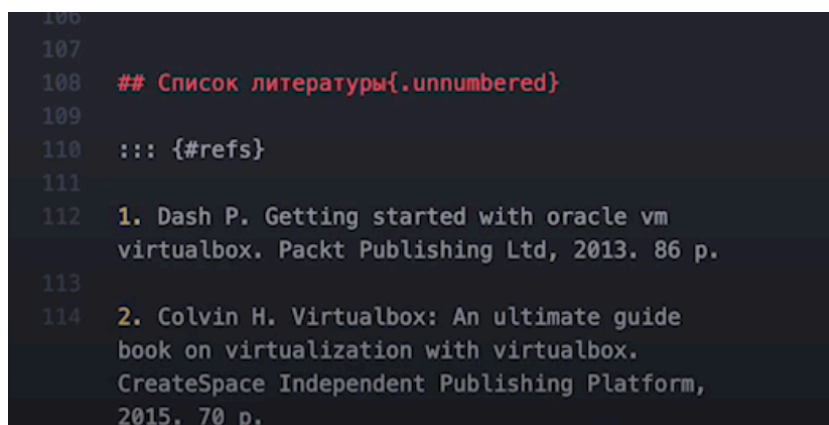 106
107
108 ## Список литературы{.unnumbered}
109
110 ::: {#refs}
111
112 1. Dash P. Getting started with oracle vm
virtualbox. Packt Publishing Ltd, 2013. 86 p.
113
114 2. Colvin H. Virtualbox: An ultimate guide
book on virtualization with virtualbox.
CreateSpace Independent Publishing Platform,
2015. 70 p.